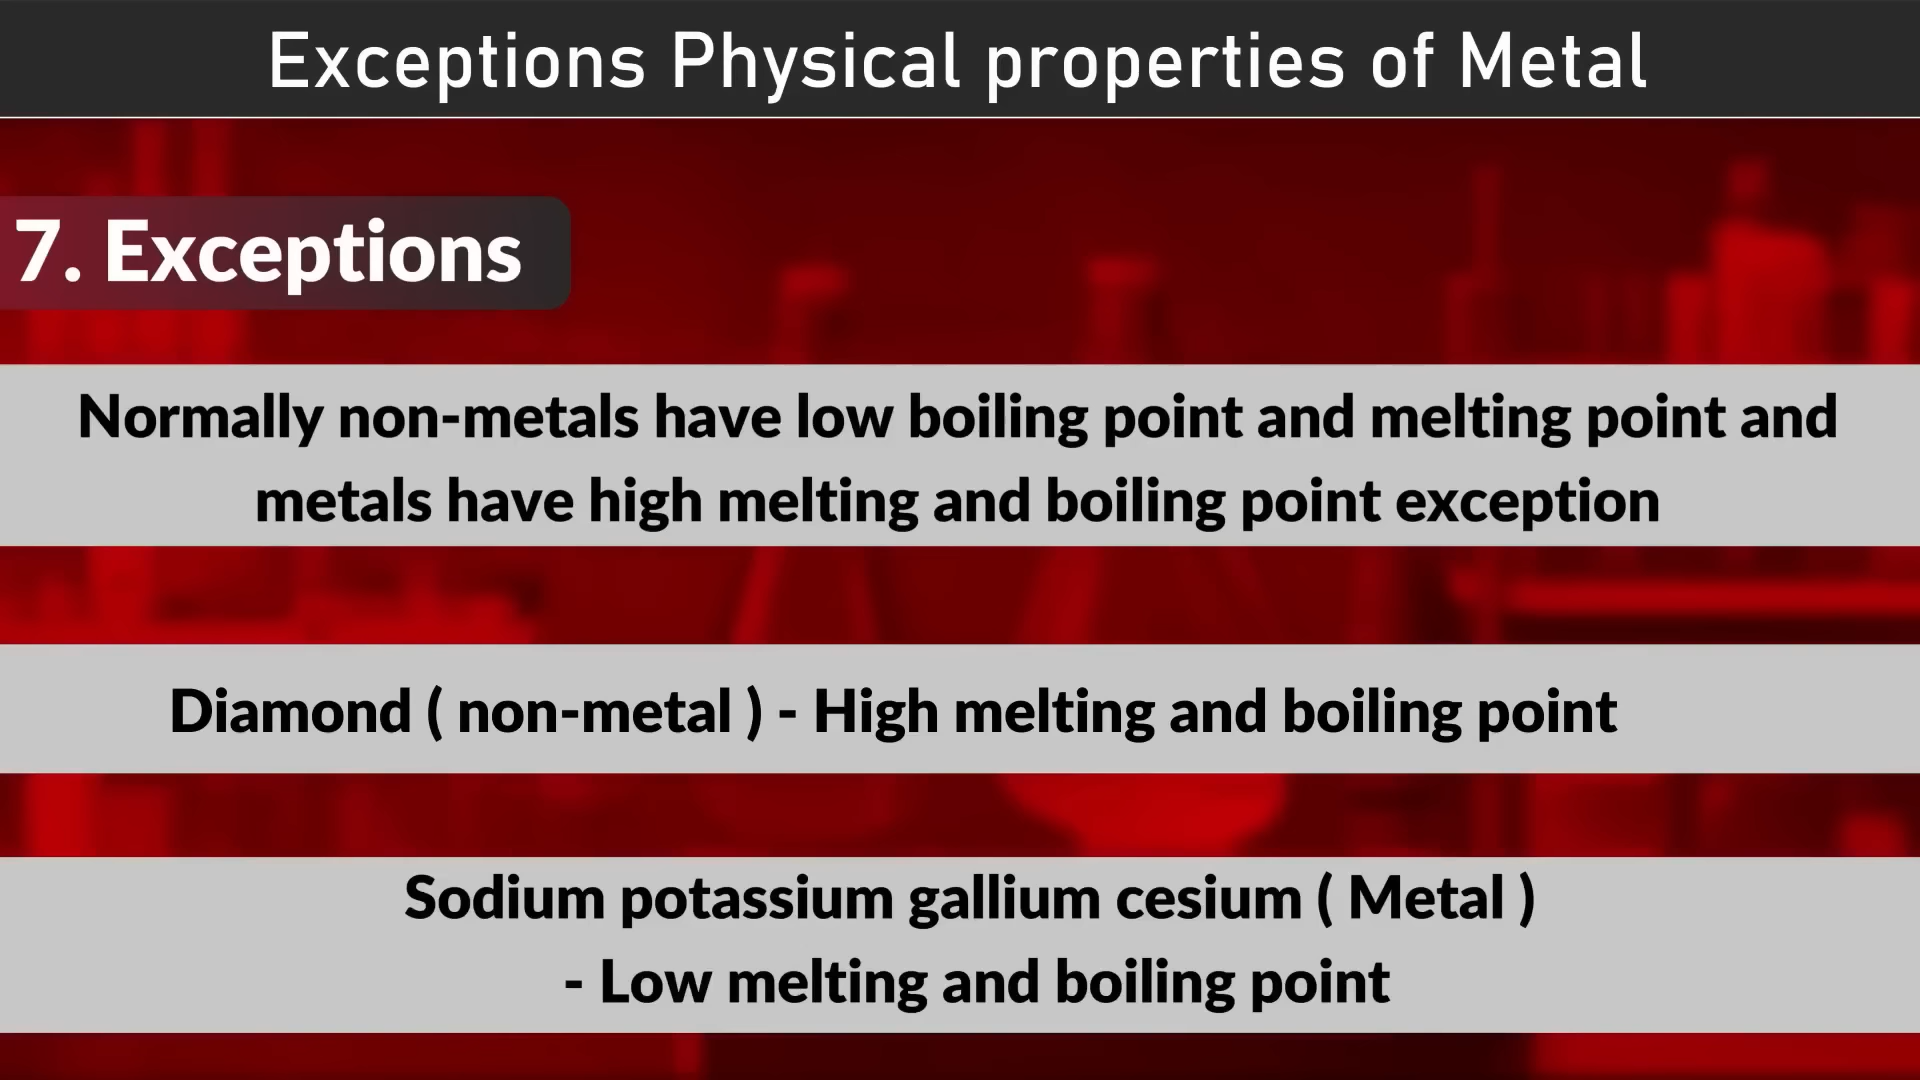 Exceptions Physical properties of Metal
7. Exceptions
Normally non-metals have low boiling point and melting point and
metals have high melting and boiling point exception
Diamond ( non-metal ) - High melting and boiling point
Sodium potassium gallium cesium ( Metal )
- Low melting and boiling point